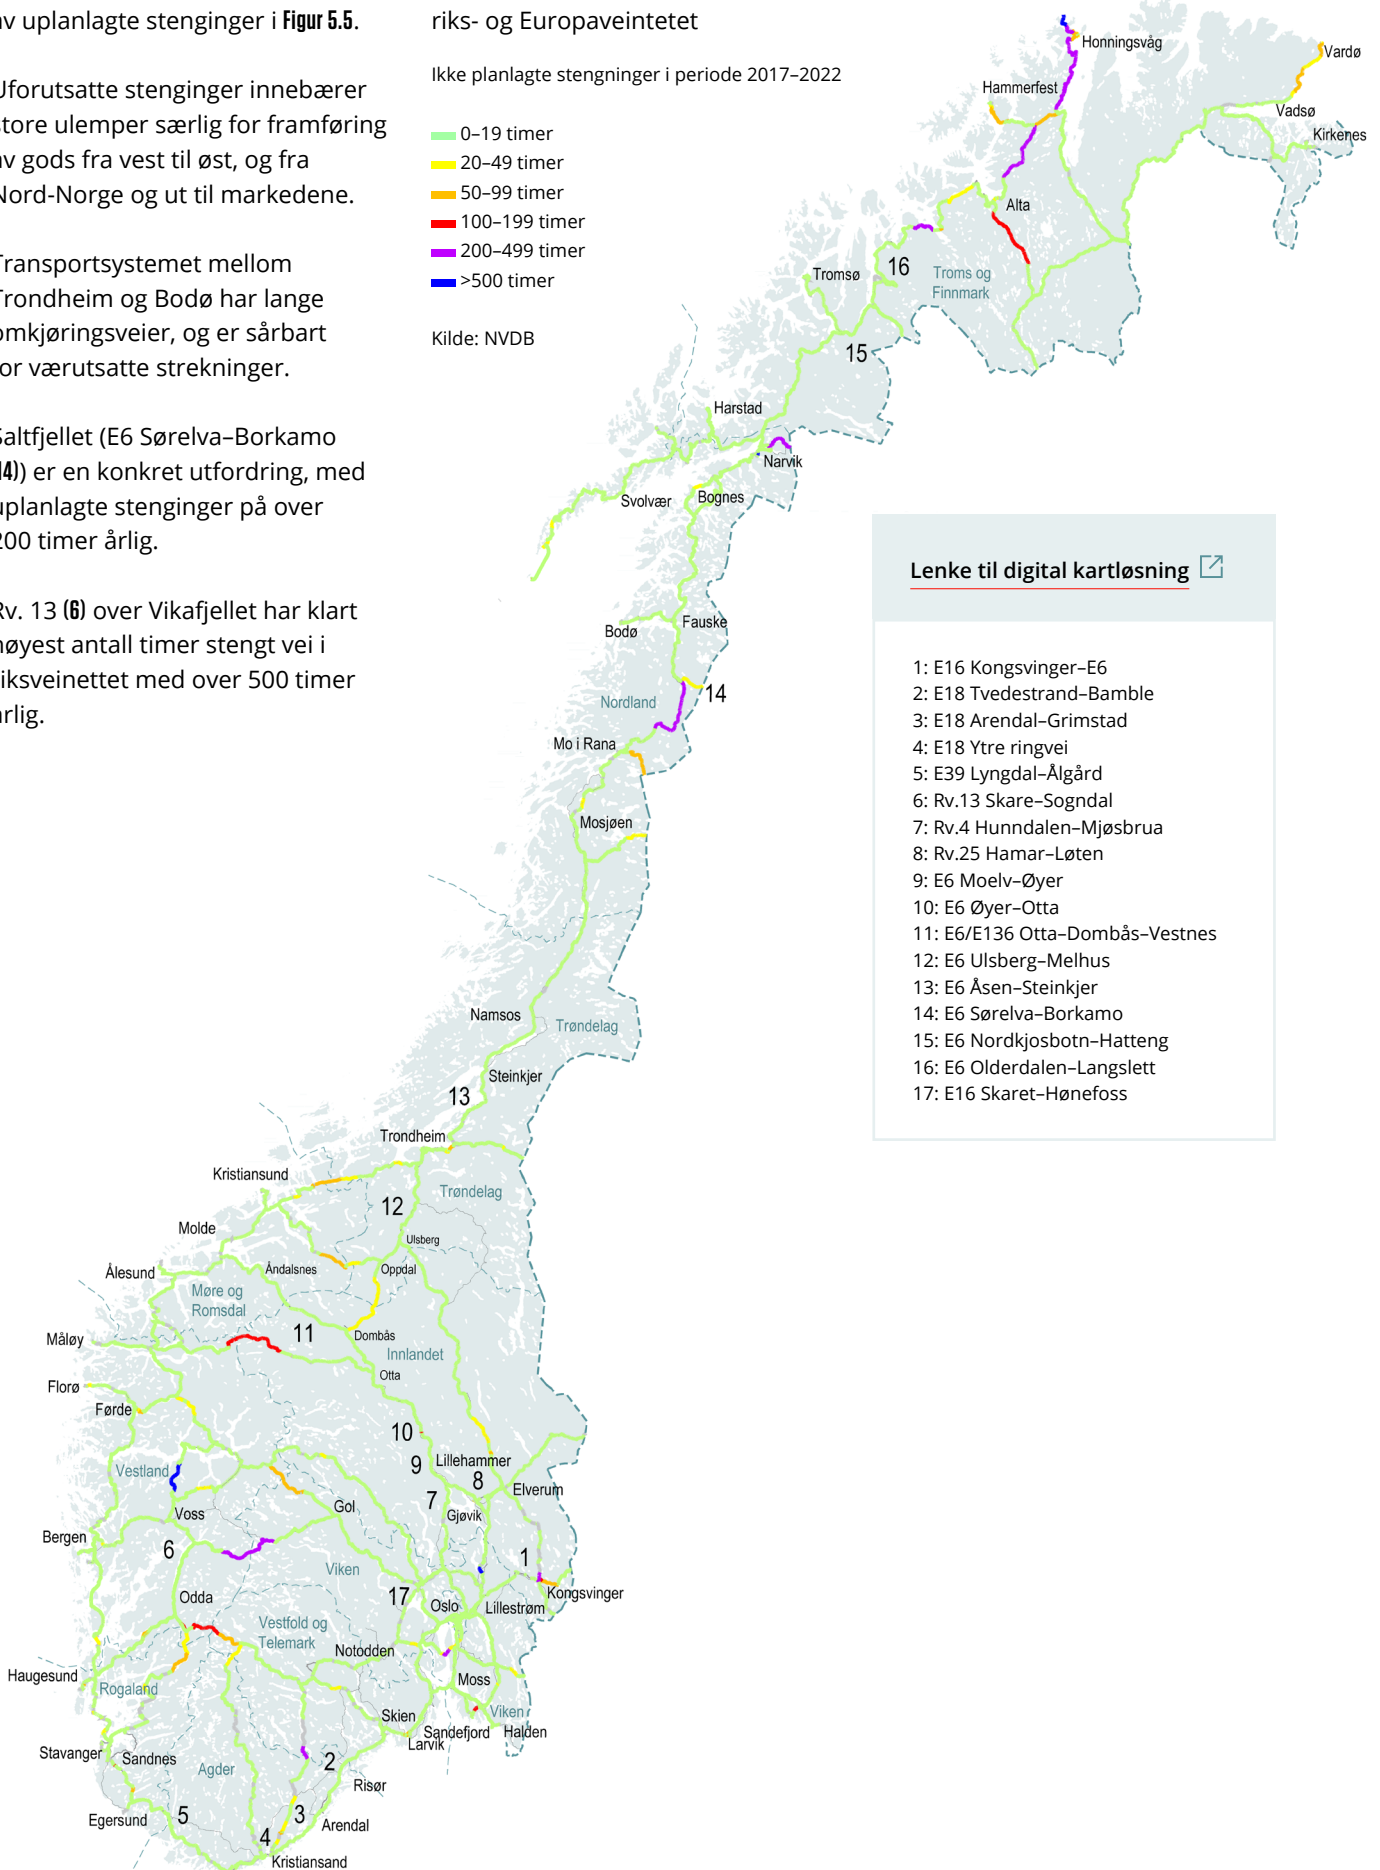 av uplanlagte stenginger i Figur 5.5.
Uforutsatte stenginger innebærer
store ulemper særlig for framføring
av gods fra vest til øst, og fra
Nord-Norge og ut til markedene.
Transportsystemet mellom
Trondheim og Bodø har lange
omkjøringsveier, og er sårbart
for værutsatte strekninger.
Saltfjellet (E6 Sørelva–Borkamo
(14)) er en konkret utfordring, med
uplanlagte stenginger på over
200 timer årlig.
Rv. 13 (6) over Vikafjellet har klart
høyest antall timer stengt vei i
riksveinettet med over 500 timer
årlig.
riks- og Europaveintetet
Ikke planlagte stengninger i periode 2017–2022
0–19 timer
20–49 timer
50–99 timer
100–199 timer
200–499 timer
>500 timer
Kilde: NVDB
Honningsvåg
Vardø
Hammerfest
Vadsø
Kirkenes
Alta
Tromsø
16
Troms og
Finnmark
15
Harstad
Narvik
Svolvær
Bognes
Fauske
Bodø
14
Nordland
Mo i Rana
Mosjøen
Namsos
Trøndelag
Steinkjer
13
Trondheim
Kristiansund
Trøndelag
12
Molde
Ulsberg
Ålesund
Åndalsnes
Oppdal
Møre og
Romsdal
11
Måløy
Dombås
Innlandet
Otta
Florø
Førde
10
9
Lillehammer
Vestland
8
Elverum
7
Voss
Gol
Gjøvik
Bergen
6
1
Viken
Kongsvinger
17
Odda
Oslo
Lillestrøm
Vestfold og
Telemark
Notodden
Haugesund
Moss
Rogaland
Skien
Viken
Sandefjord
Halden
Larvik
Stavanger
Sandnes
2
Agder
Risør
Egersund
5
3
Arendal
4
Kristiansand
Lenke til digital kartløsning
1: E16 Kongsvinger–E6
2: E18 Tvedestrand–Bamble
3: E18 Arendal–Grimstad
4: E18 Ytre ringvei
5: E39 Lyngdal–Ålgård
6: Rv.13 Skare–Sogndal
7: Rv.4 Hunndalen–Mjøsbrua
8: Rv.25 Hamar–Løten
9: E6 Moelv–Øyer
10: E6 Øyer–Otta
11: E6/E136 Otta–Dombås–Vestnes
12: E6 Ulsberg–Melhus
13: E6 Åsen–Steinkjer
14: E6 Sørelva–Borkamo
15: E6 Nordkjosbotn–Hatteng
16: E6 Olderdalen–Langslett
17: E16 Skaret–Hønefoss